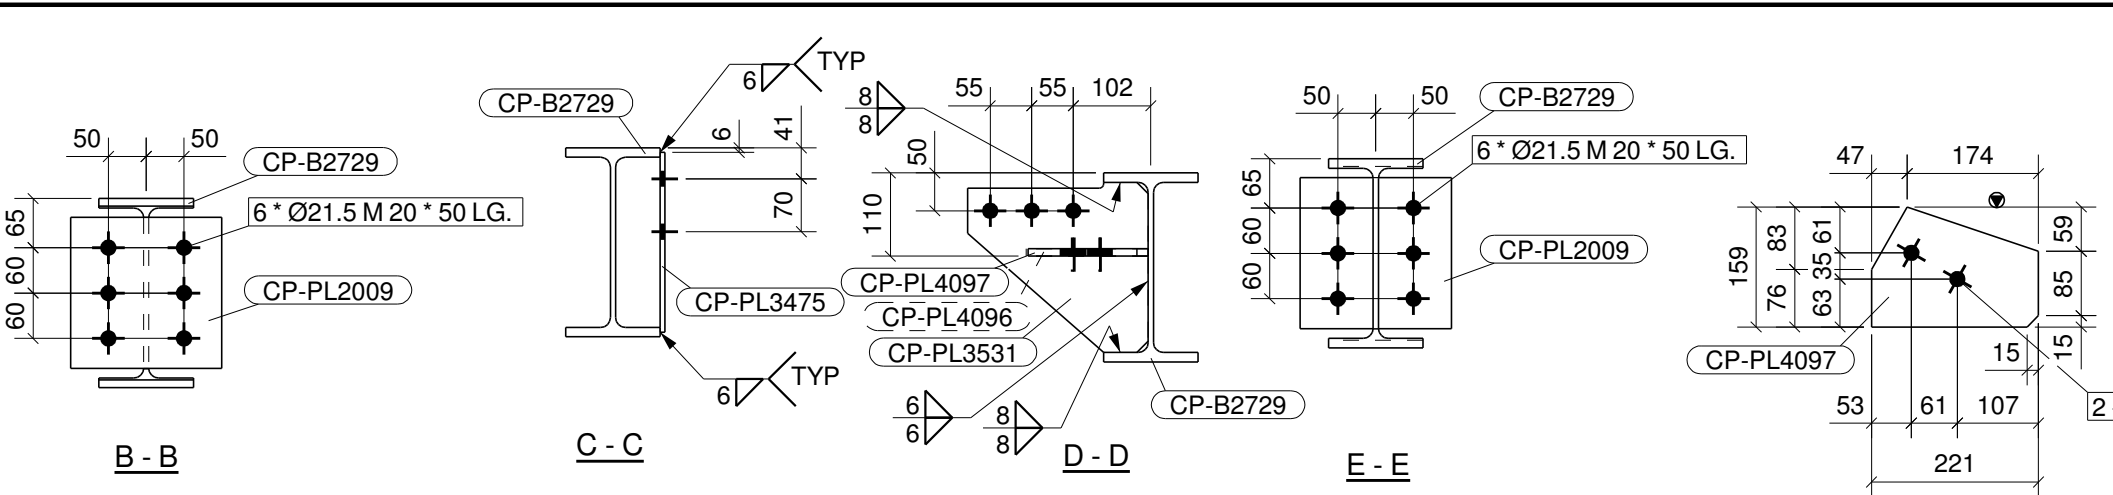 50
50
CP-B2729
65
60
60
6 * Ø21.5 M 20 * 50 LG.
CP-PL2009
B - B
6
TYP
CP-B2729
6
41
70
CP-PL3475
6
TYP
C - C
8
8
55
55
102
50
110
CP-PL4097
CP-PL4096
CP-PL3531
6
6
8
8
CP-B2729
D - D
50
50
CP-B2729
65
60
60
6 * Ø21.5 M 20 * 50 LG.
CP-PL2009
E - E
47
174
159
83
76
61
35
63
59
85
15
15
CP-PL4097
53
61
107
2
221